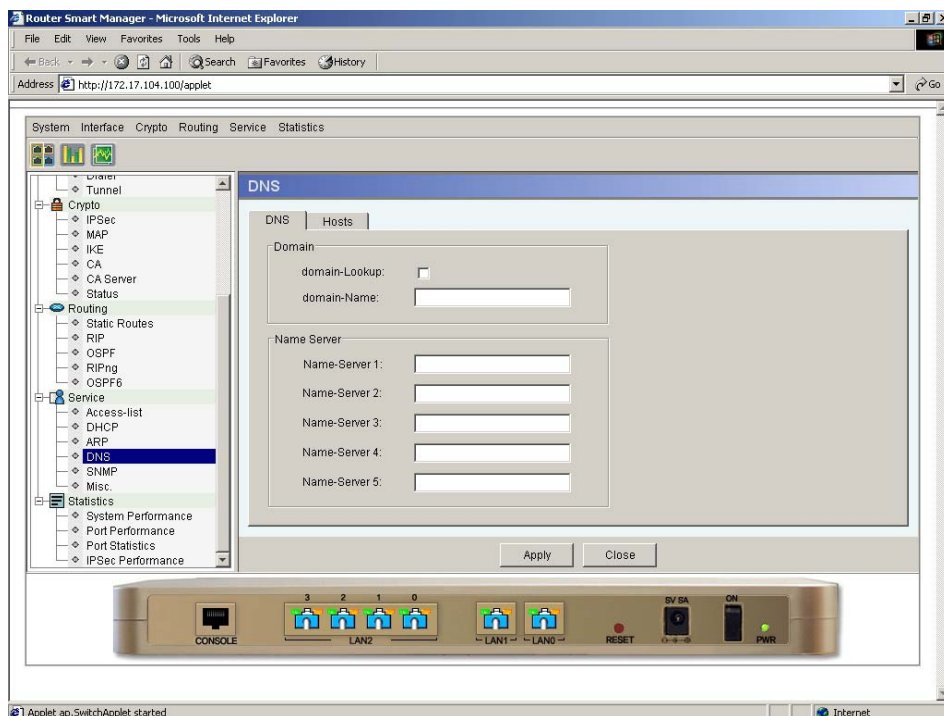 Router Smart Manager - Microsoft Internet Explorer
File Edit View Favorites Tools Help
Back Search Favorites History
Address http://172.17.104.100/applet Go
System Interface Crypto Routing Service Statistics
Dialer
Tunnel
Crypto
IPSec
MAP
IKE
CA
CA Server
Status
Routing
Static Routes
RIP
OSPF
RIPng
OSPF6
Service
Access-list
DHCP
ARP
DNS
SNMP
Misc.
Statistics
System Performance
Port Performance
Port Statistics
IPSec Performance
DNS
DNS Hosts
Domain
domain-Lookup:
domain-Name:
Name Server
Name-Server 1:
Name-Server 2:
Name-Server 3:
Name-Server 4:
Name-Server 5:
Apply Close
3 2 1 0 5V 5A ON
CONSOLE LAN2 LAN1 LAN0 RESET PWR
Applet ap.SwitchApplet started Internet